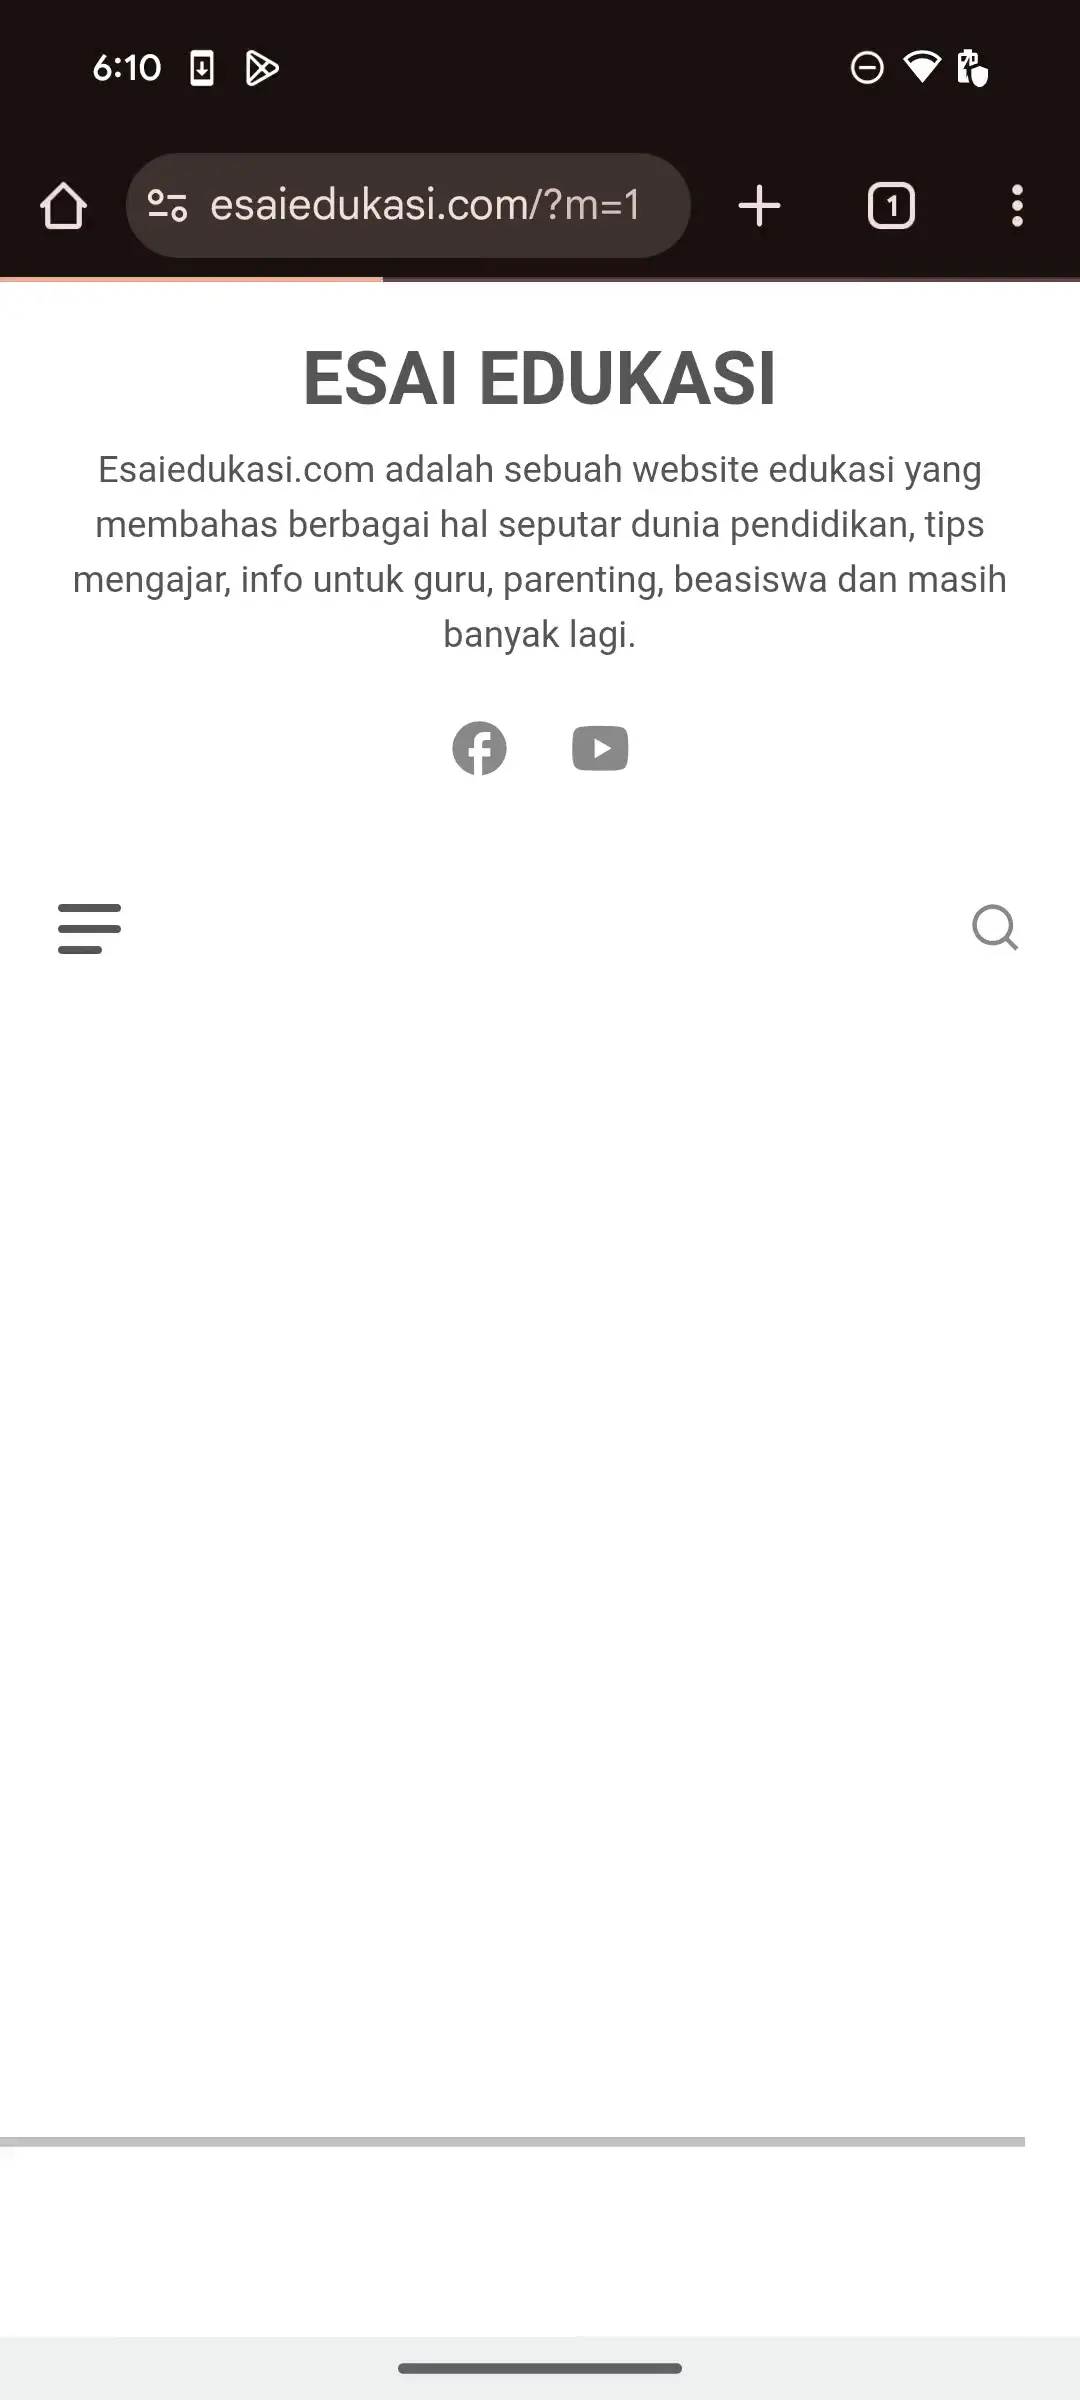 6:10
esaiedukasi.com/?m=1
1
ESAI EDUKASI
Esaiedukasi.com adalah sebuah website edukasi yang
membahas berbagai hal seputar dunia pendidikan, tips
mengajar, info untuk guru, parenting, beasiswa dan masih
banyak lagi.